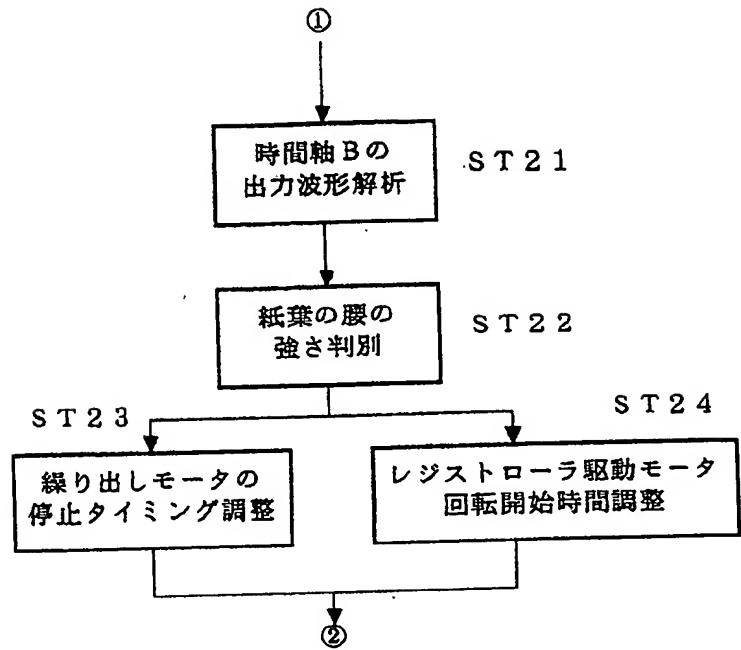 ①
時間軸Bの
出力波形解析
ST21
紙葉の腰の
強さ判別
ST22
ST23
ST24
繰り出しモータの
停止タイミング調整
レジストローラ駆動モータ
回転開始時間調整
②